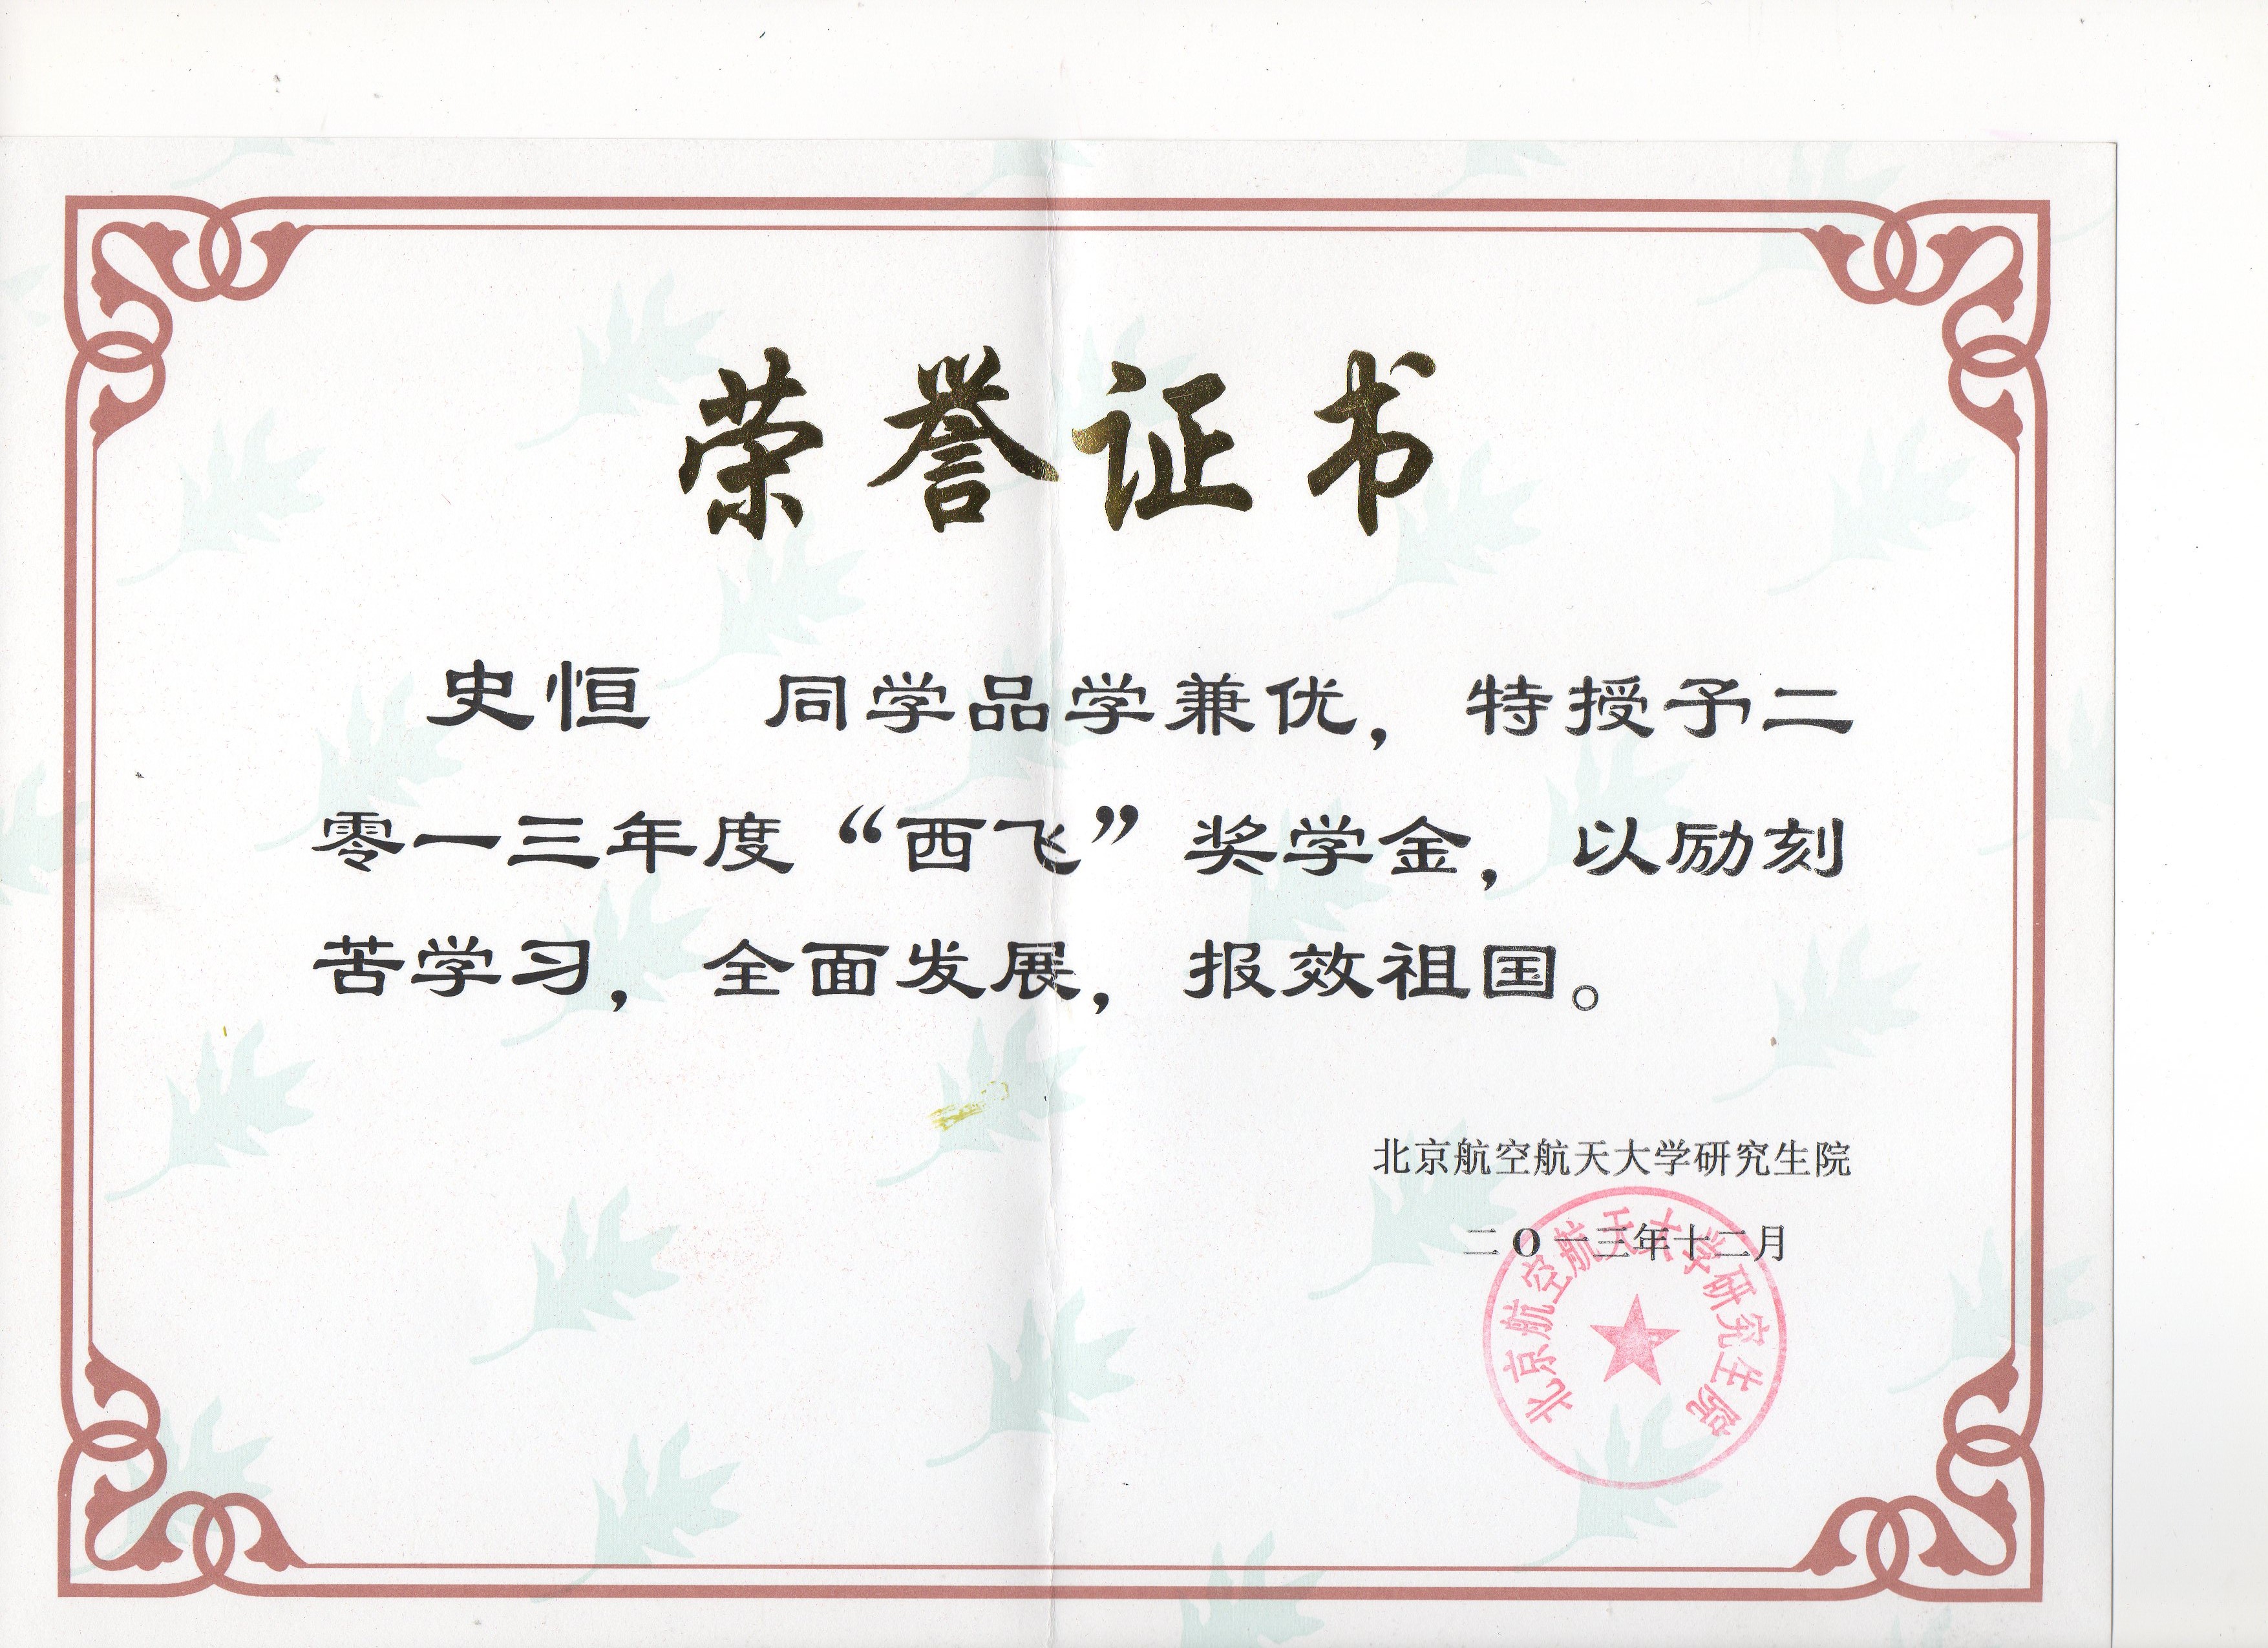 荣誉证书
史恒 同学品学兼优，特授予二
零一三年度“西飞”奖学金，以励刻
苦学习，全面发展，报效祖国。
北京航空航天大学研究生院
二O一三年十二月
北京航空航天大学研究生院